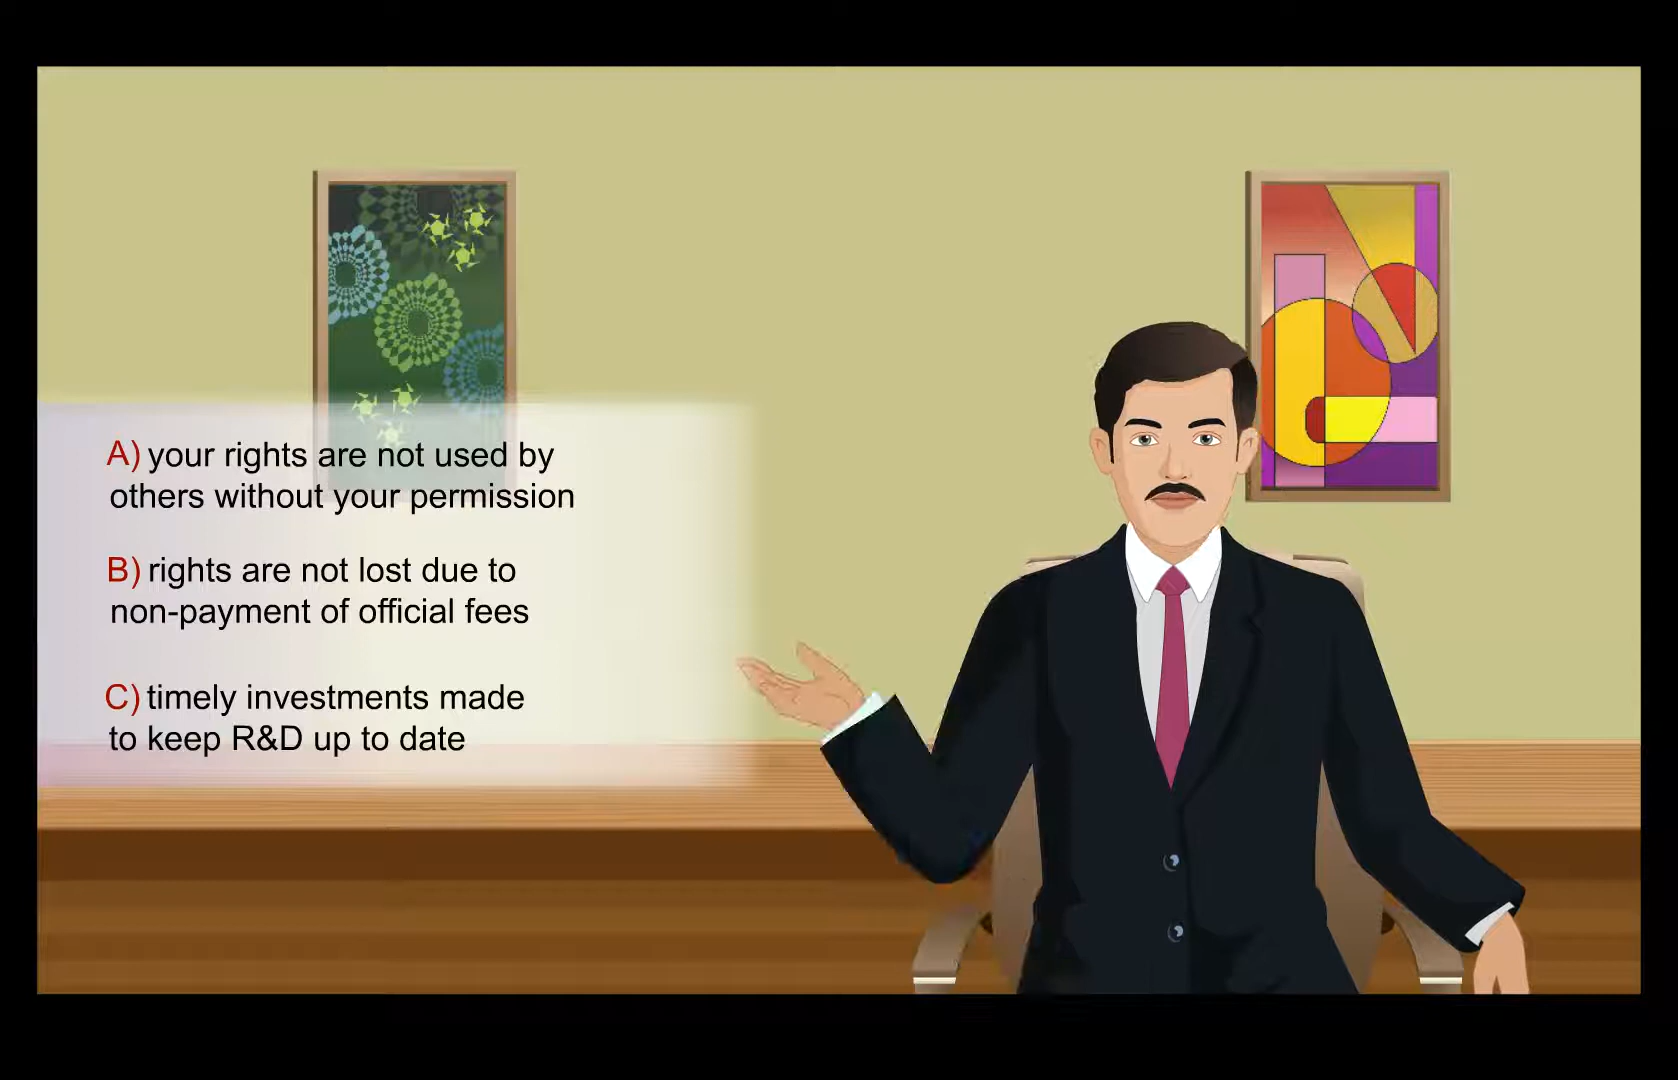 A) your rights are not used by
others without your permission
B) rights are not lost due to
non-payment of official fees
C) timely investments made
to keep R&D up to date